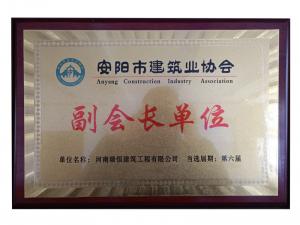 安阳市建筑业协会
Anyang Construction Industry Association
副会长单位
单位名称：河南 恒建筑工程有限公司 当选届期：第六届